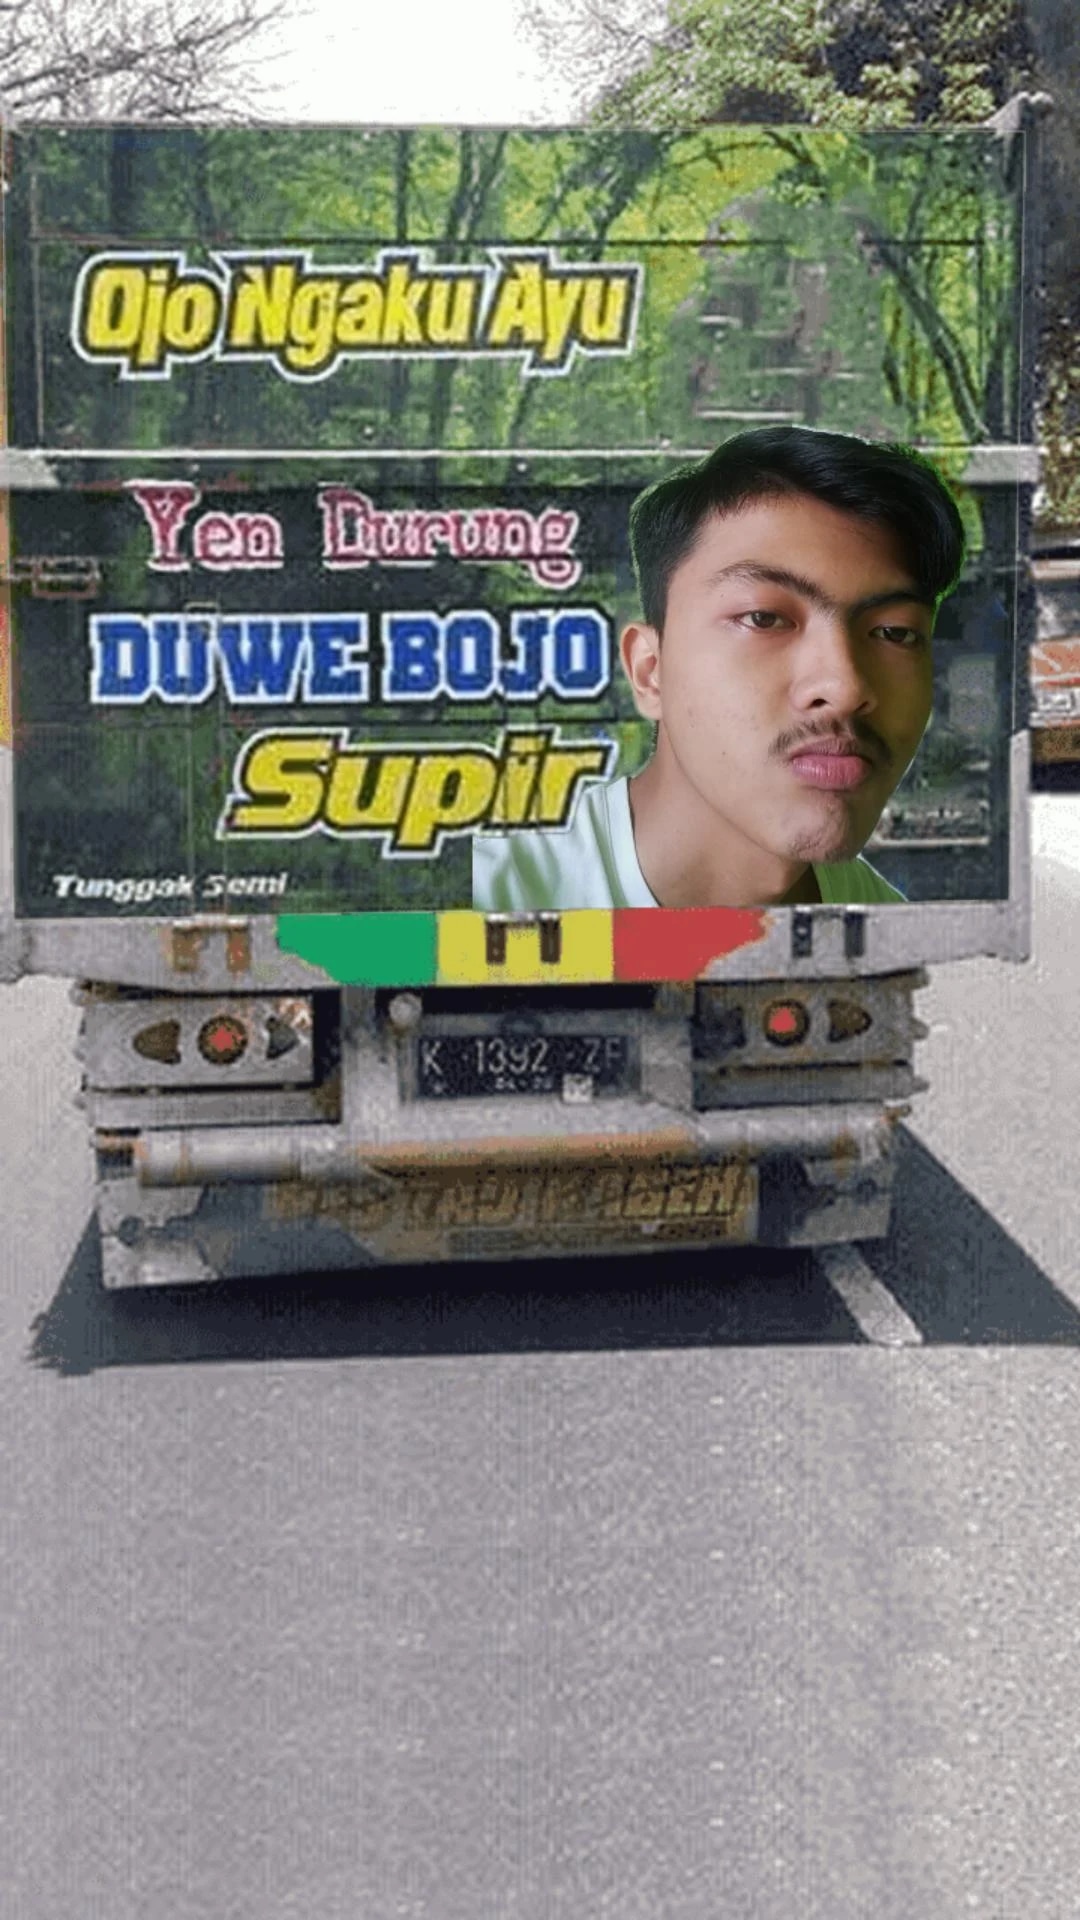 Ojo Ngaku Ayu
Yen Durung
DUWE BOJO
Supir
Tunggak Semi
K 1392 ZF